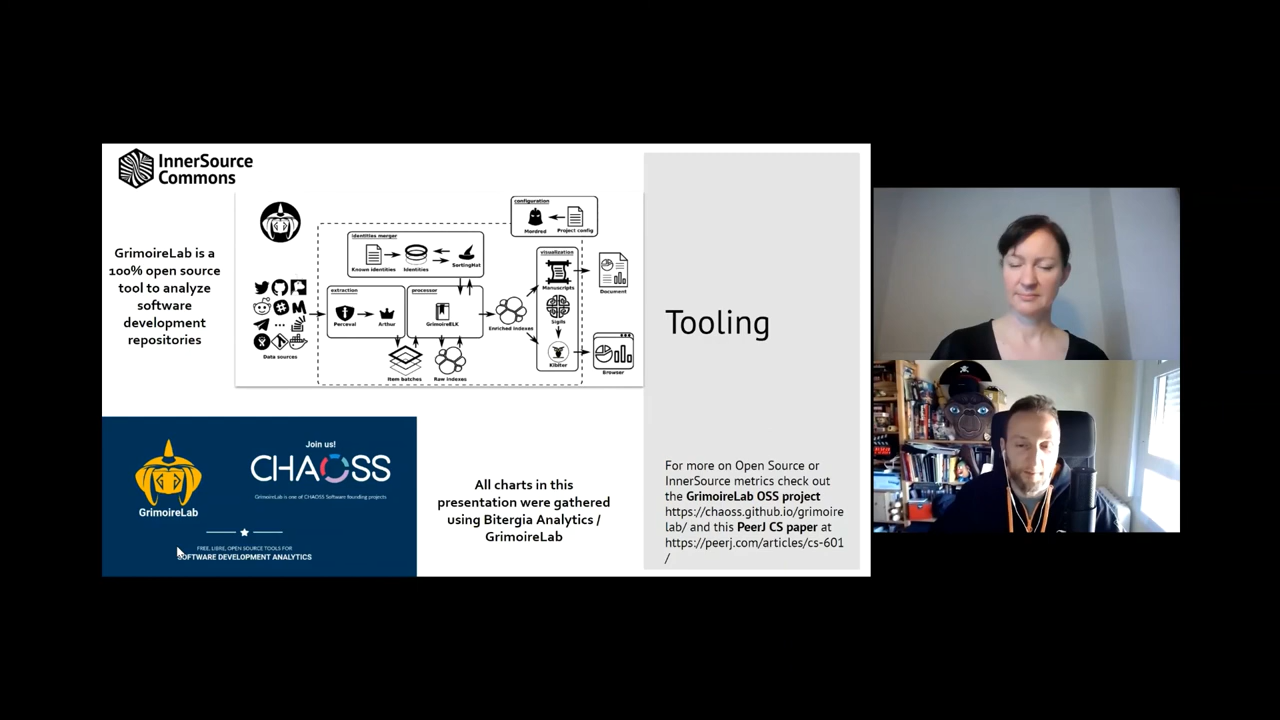 InnerSource
Commons
GrimoireLab is a
100% open source
tool to analyze
software
development
repositories
configuration
Mordred
Project config
identities merger
Known identities
Identities
SortingHat
visualization
Manuscripts
Document
extraction
processor
Perceval
Arthur
GrimoireELK
Enriched indexes
Sigils
Data sources
Kibiter
Browser
Item batches
Raw indexes
Tooling
Join us!
CHAOSS
GrimoireLab is one of CHAOSS Software founding projects
GrimoireLab
FREE, LIBRE, OPEN SOURCE TOOLS FOR
SOFTWARE DEVELOPMENT ANALYTICS
All charts in this
presentation were gathered
using Bitergia Analytics /
GrimoireLab
For more on Open Source or
InnerSource metrics check out
the GrimoireLab OSS project
https://chaoss.github.io/grimoire
lab/ and this PeerJ CS paper at
https://peerj.com/articles/cs-601
/